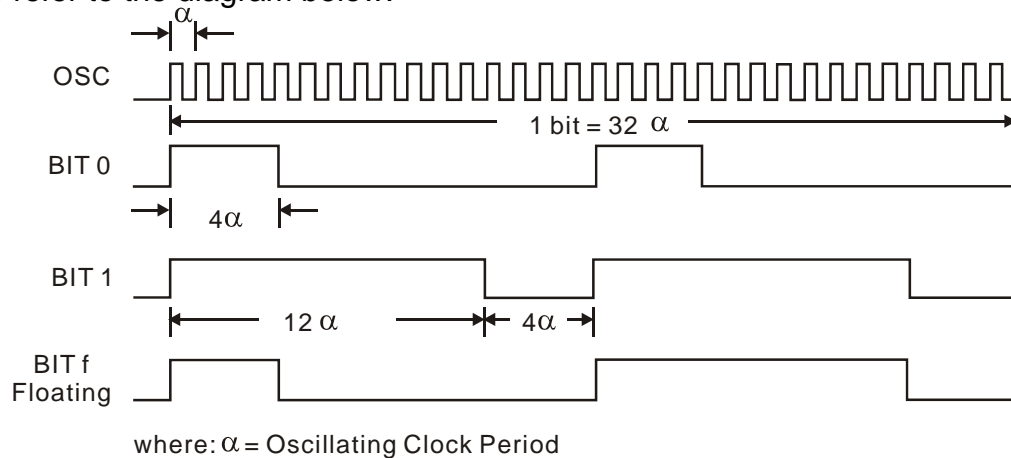 refer to the diagram below:
α
OSC
1 bit = 32 α
BIT 0
4α
BIT 1
12 α
4α
BIT f
Floating
where: α = Oscillating Clock Period